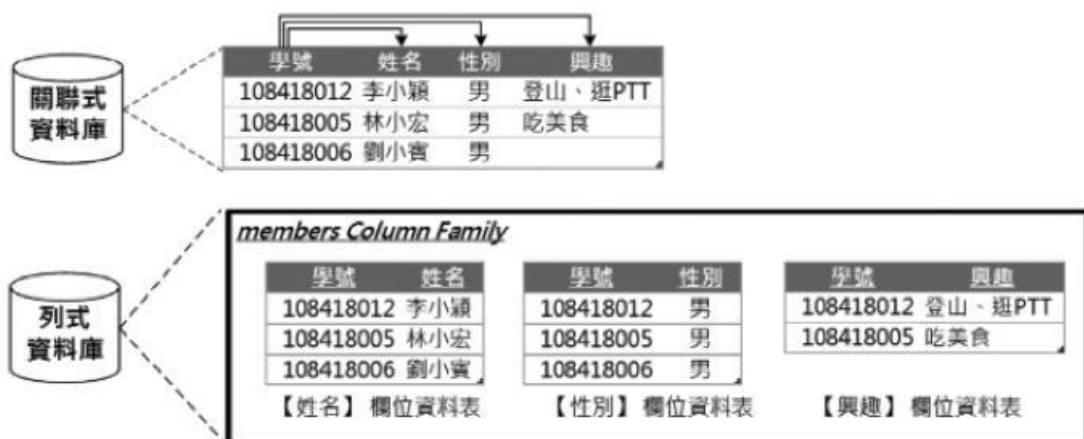 關聯式
資料庫
學號 姓名 性別 興趣
108418012 李小穎 男 登山、逛PTT
108418005 林小宏 男 吃美食
108418006 劉小賓 男
列式
資料庫
members Column Family
學號 姓名
108418012 李小穎
108418005 林小宏
108418006 劉小賓
【姓名】欄位資料表
學號 性別
108418012 男
108418005 男
108418006 男
【性別】欄位資料表
學號 興趣
108418012 登山、逛PTT
108418005 吃美食
【興趣】欄位資料表